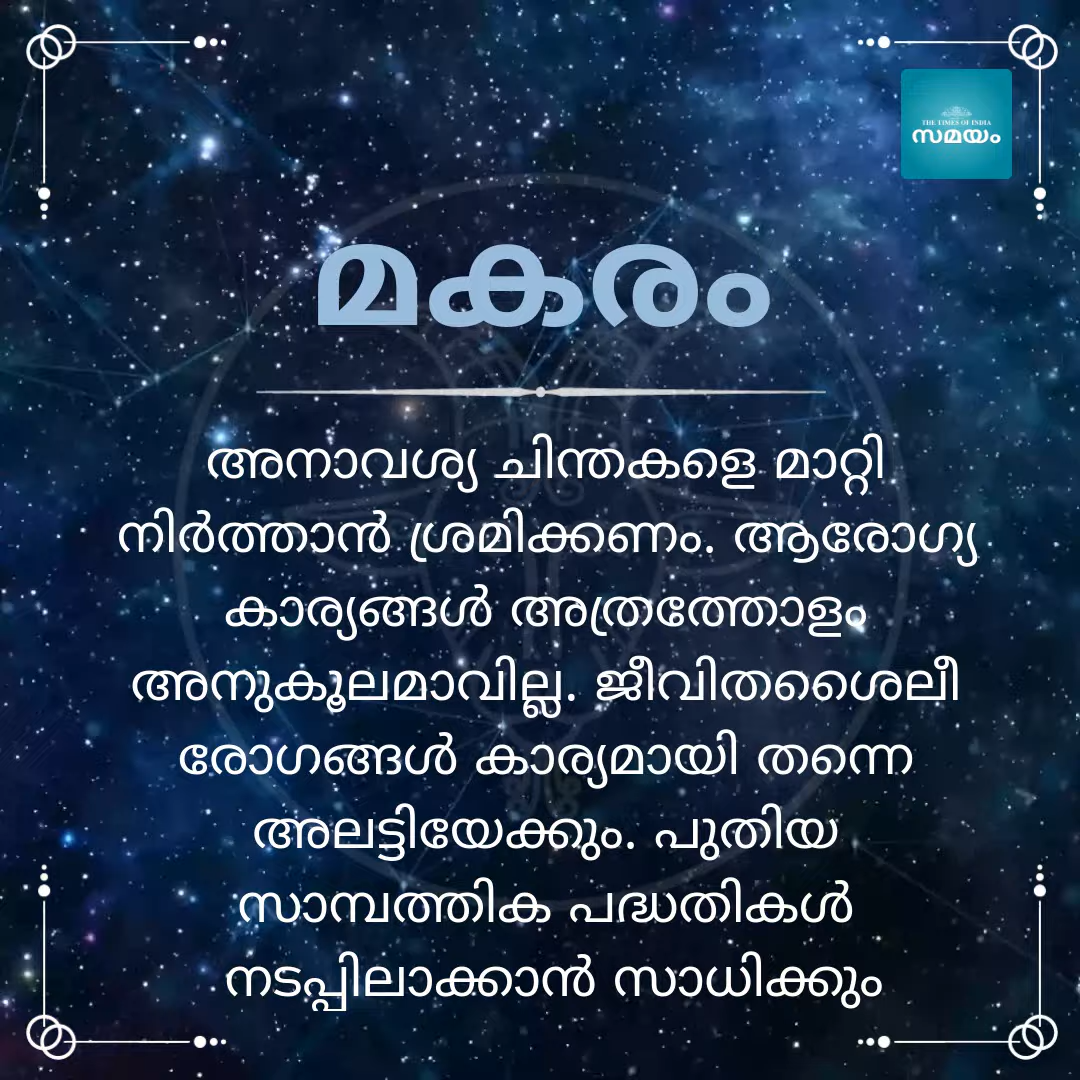 THE TIMES OF INDIA
സമയം
മകരം
അനാവശ്യ ചിന്തകളെ മാറ്റി
നിർത്താൻ ശ്രമിക്കണം. ആരോഗ്യ
കാര്യങ്ങൾ അത്രത്തോളം
അനുകൂലമാവില്ല. ജീവിതശൈലീ
രോഗങ്ങൾ കാര്യമായി തന്നെ
അലട്ടിയേക്കും. പുതിയ
സാമ്പത്തിക പദ്ധതികൾ
നടപ്പിലാക്കാൻ സാധിക്കും